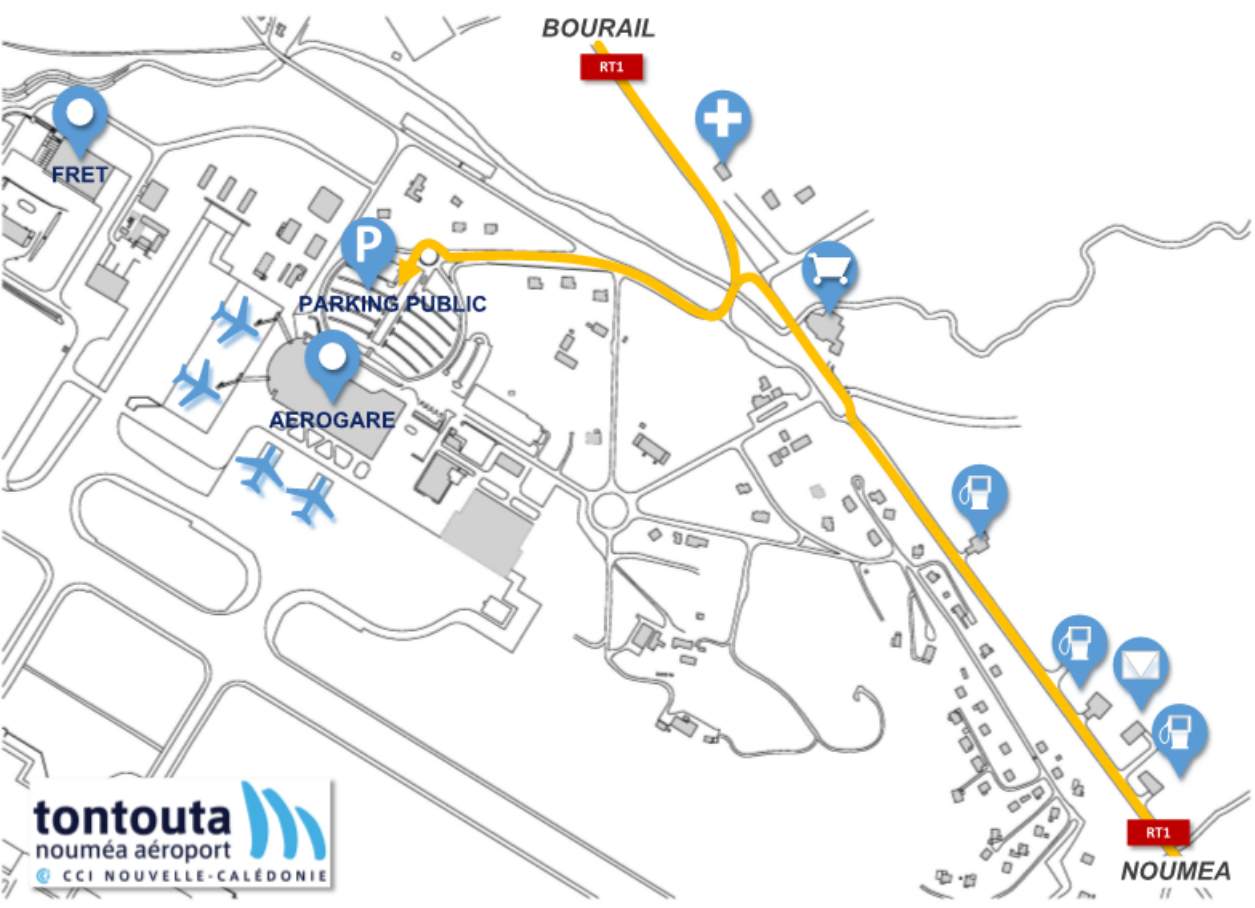 BOURAIL
RT1
FRET
P
PARKING PUBLIC
AEROGARE
tontouta
nouméa aéroport
CCI NOUVELLE-CALÉDONIE
RT1
NOUMEA